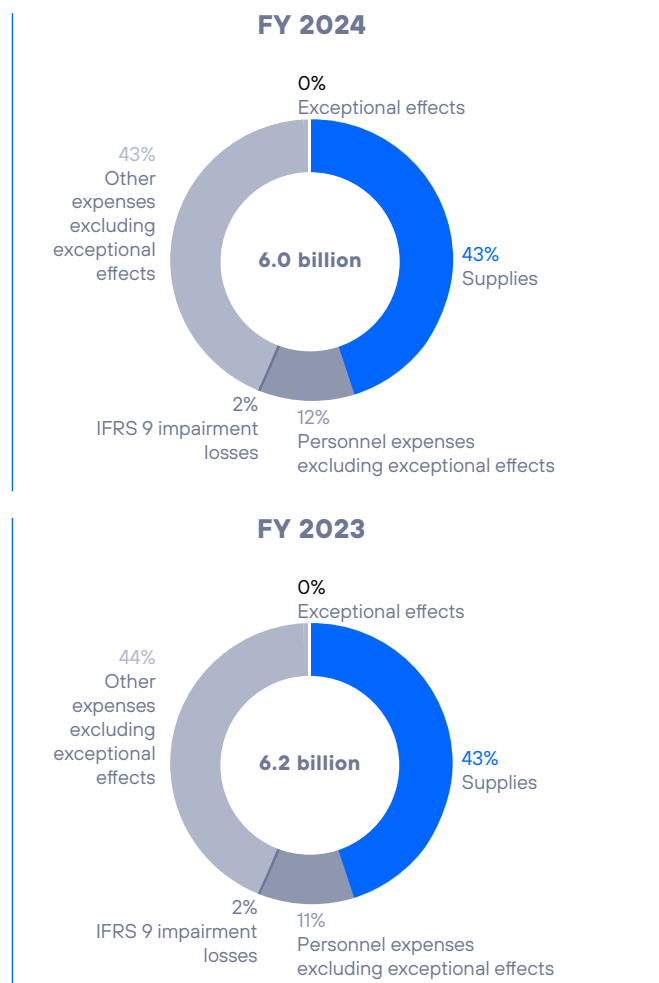 FY 2024
0%
Exceptional effects
43%
Other
expenses
excluding
exceptional
effects
6.0 billion
43%
Supplies
2%
IFRS 9 impairment
losses
12%
Personnel expenses
excluding exceptional effects
FY 2023
0%
Exceptional effects
44%
Other
expenses
excluding
exceptional
effects
6.2 billion
43%
Supplies
2%
IFRS 9 impairment
losses
11%
Personnel expenses
excluding exceptional effects